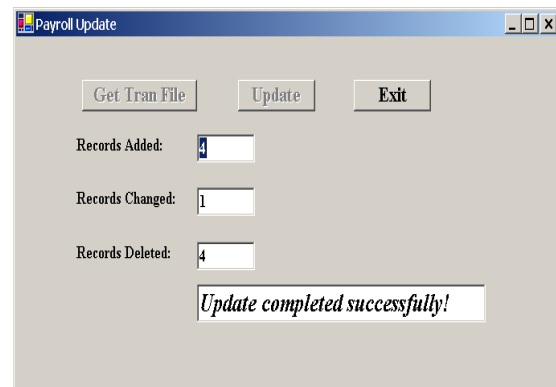 Payroll Update
Get Tran File Update Exit
Records Added: 4
Records Changed: 1
Records Deleted: 4
Update completed successfully!